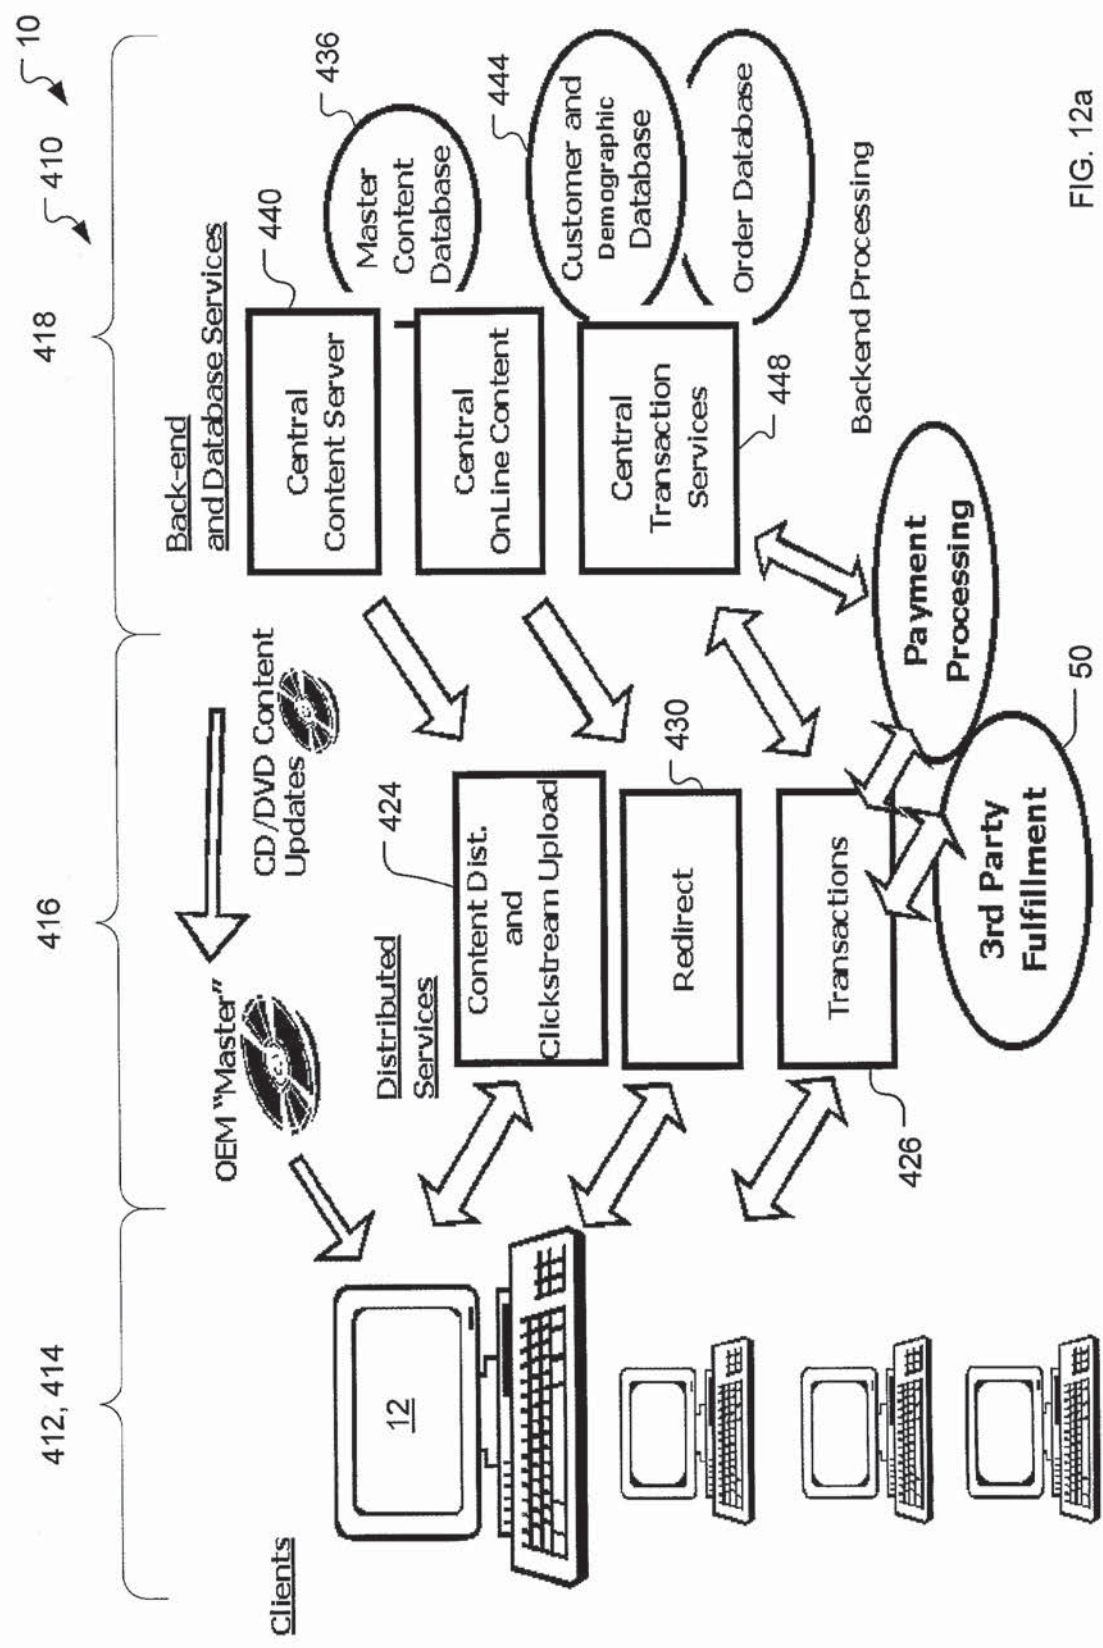 412, 414
416
418
410
10
Clients
12
OEM “Master”
CD/DVD Content
Updates
Distributed
Services
424
Content Dist.
and
Clickstream Upload
430
Redirect
Transactions
426
Back-end
and Database Services
440
Central
Content Server
436
Master
Content
Database
Central
OnLine Content
444
Customer and
Demographic
Database
Central
Transaction
Services
448
Order Database
Backend Processing
Payment
Processing
3rd Party
Fulfillment
50
FIG. 12a